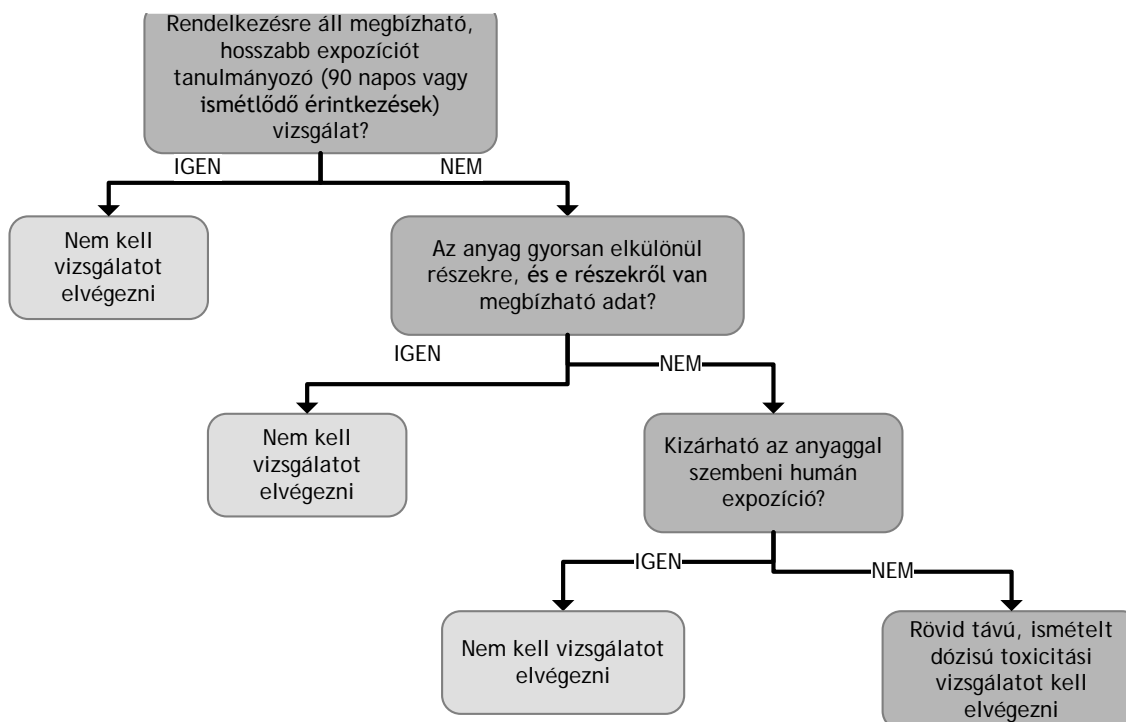 Rendelkezésre áll megbízható,
hosszabb expozíciót
tanulmányozó (90 napos vagy
ismétlődő érintkezések)
vizsgálat?
IGEN
NEM
Nem kell
vizsgálatot
elvégezni
Az anyag gyorsan elkülönül
részekre, és e részekről van
megbízható adat?
IGEN
NEM
Nem kell
vizsgálatot
elvégezni
Kizárható az anyaggal
szembeni humán
expozíció?
IGEN
NEM
Nem kell vizsgálatot
elvégezni
Rövid távú, ismételt
dózisú toxicitási
vizsgálatot kell
elvégezni